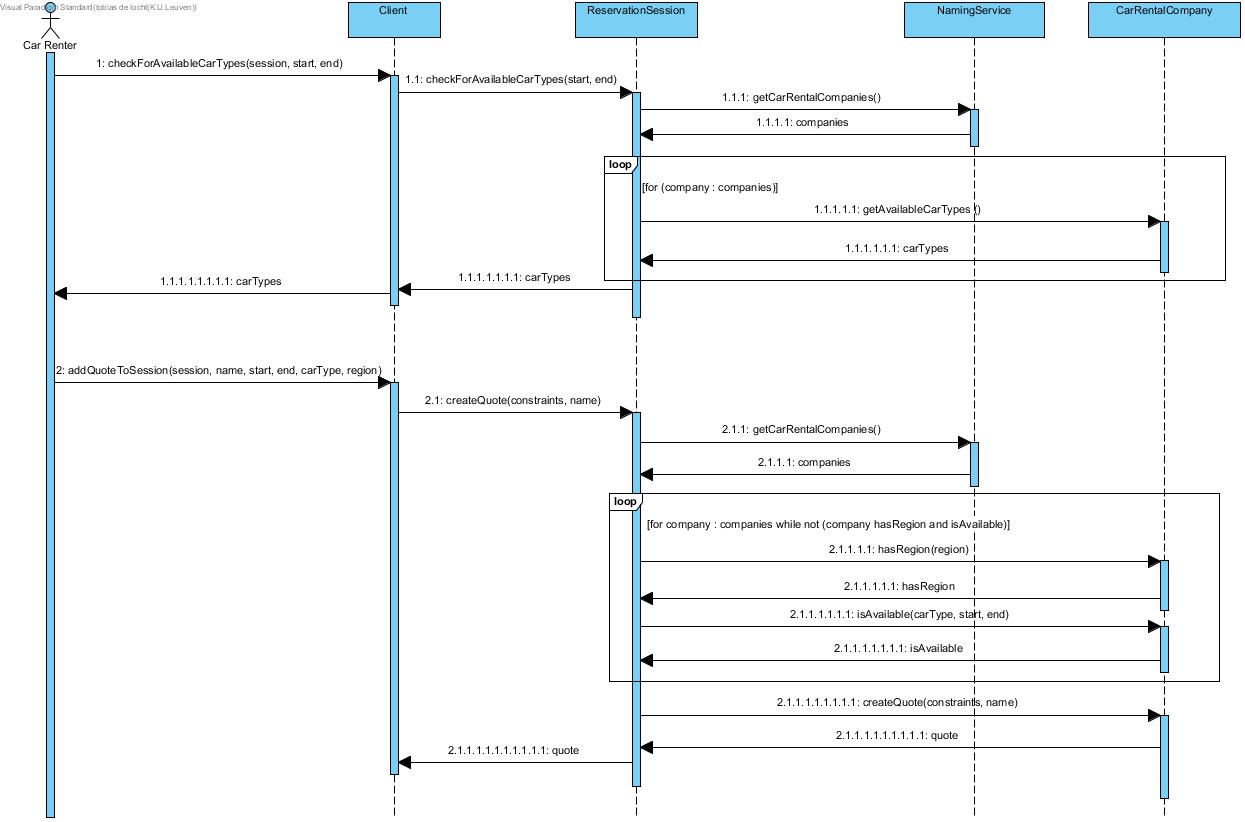 Visual Paradigm Standard(tobias de locht(K.U.Leuven))
Client
ReservationSession
NamingService
CarRentalCompany
Car Renter
1: checkForAvailableCarTypes(session, start, end)
1.1: checkForAvailableCarTypes(start, end)
1.1.1: getCarRentalCompanies()
1.1.1.1: companies
loop
[for (company : companies)]
1.1.1.1.1: getAvailableCarTypes ()
1.1.1.1.1.1: carTypes
1.1.1.1.1.1.1: carTypes
1.1.1.1.1.1.1.1: carTypes
2: addQuoteToSession(session, name, start, end, carType, region)
2.1: createQuote(constraints, name)
2.1.1: getCarRentalCompanies()
2.1.1.1: companies
loop
[for company : companies while not (company hasRegion and isAvailable)]
2.1.1.1.1: hasRegion(region)
2.1.1.1.1.1: hasRegion
2.1.1.1.1.1.1: isAvailable(carType, start, end)
2.1.1.1.1.1.1.1: isAvailable
2.1.1.1.1.1.1.1.1: createQuote(constraints, name)
2.1.1.1.1.1.1.1.1.1: quote
2.1.1.1.1.1.1.1.1.1.1: quote